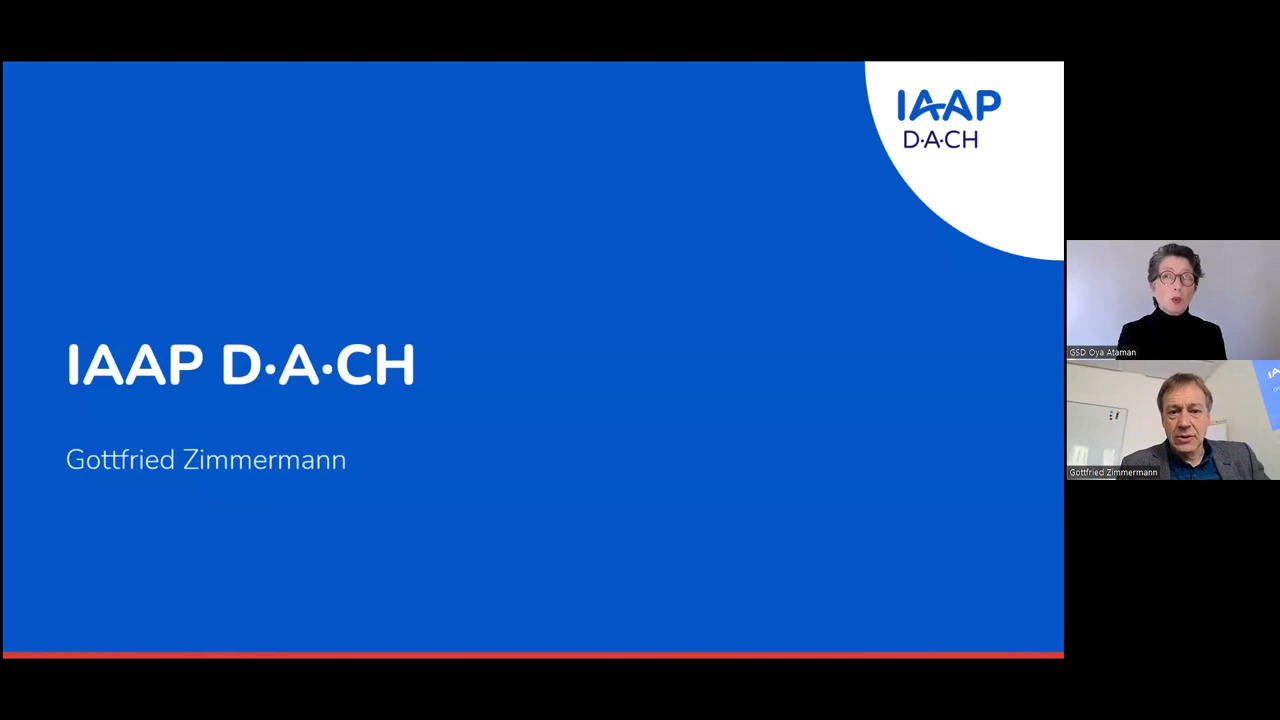 IAAP
D·A·CH
IAAP D·A·CH
Gottfried Zimmermann
GSD Oya Ataman
Gottfried Zimmermann